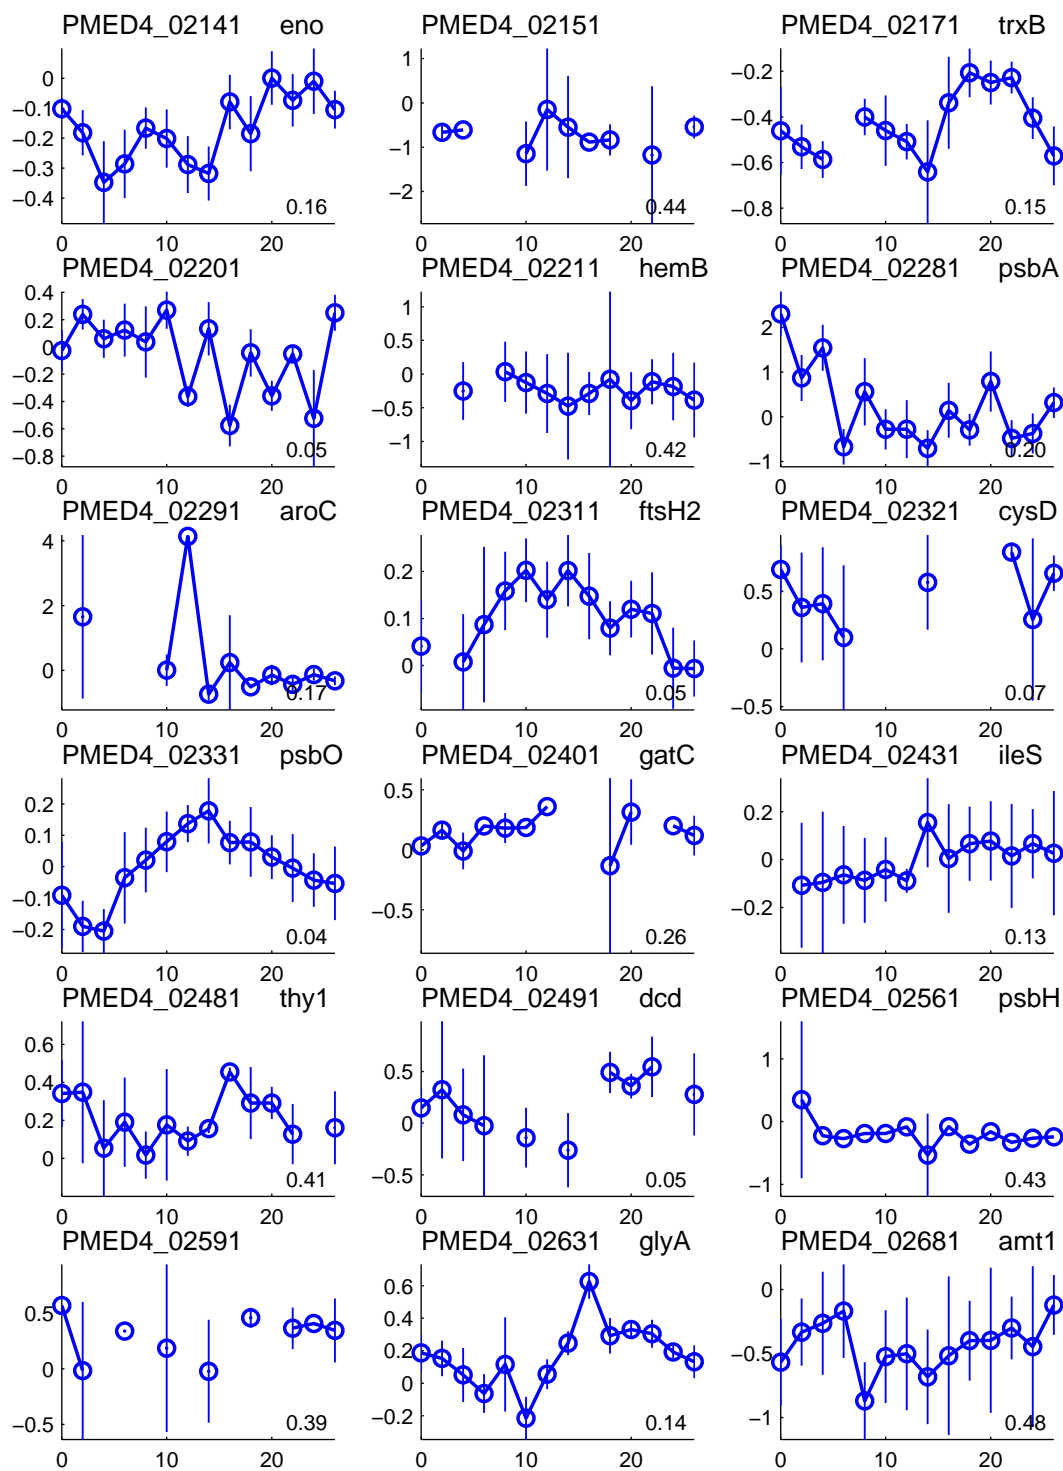 PMED4_02141 eno
0
−0.1
−0.2
−0.3
−0.4
0.16
0 10 20
PMED4_02151
1
0
−1
−2
0.44
0 10 20
PMED4_02171 trxB
−0.2
−0.4
−0.6
−0.8
0.15
0 10 20
PMED4_02201
0.4
0.2
0
−0.2
−0.4
−0.6
−0.8
0.05
0 10 20
PMED4_02211 hemB
1
0.5
0
−0.5
−1
0.42
0 10 20
PMED4_02281 psbA
2
1
0
−1
0.20
0 10 20
PMED4_02291 aroC
4
2
0
0.17
0 10 20
PMED4_02311 ftsH2
0.2
0.1
0
0.05
0 10 20
PMED4_02321 cysD
0.5
0
−0.5
0.07
0 10 20
PMED4_02331 psbO
0.2
0.1
0
−0.1
−0.2
0.04
0 10 20
PMED4_02401 gatC
0.5
0
−0.5
0.26
0 10 20
PMED4_02431 ileS
0.2
0
−0.2
0.13
0 10 20
PMED4_02481 thy1
0.6
0.4
0.2
0
0.41
0 10 20
PMED4_02491 dcd
0.5
0
−0.5
0.05
0 10 20
PMED4_02561 psbH
1
0
−1
0.43
0 10 20
PMED4_02591
0.5
0
−0.5
0.39
0 10 20
PMED4_02631 glyA
0.6
0.4
0.2
0
−0.2
0.14
0 10 20
PMED4_02681 amt1
0
−0.5
−1
0.48
0 10 20